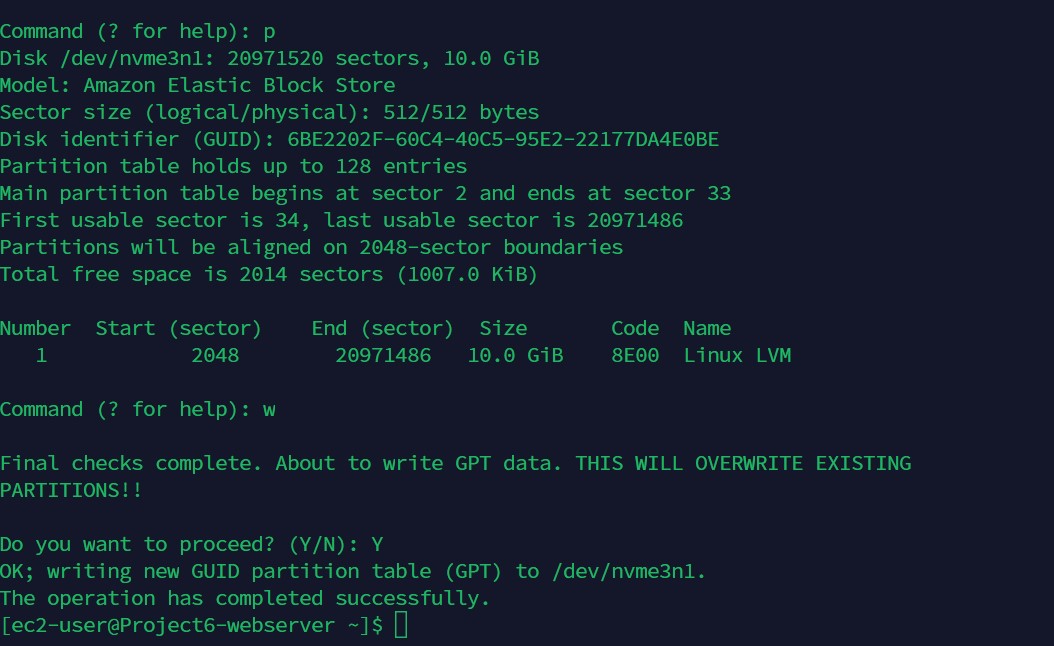 Command (? for help): p
Disk /dev/nvme3n1: 20971520 sectors, 10.0 GiB
Model: Amazon Elastic Block Store
Sector size (logical/physical): 512/512 bytes
Disk identifier (GUID): 6BE2202F-60C4-40C5-95E2-22177DA4E0BE
Partition table holds up to 128 entries
Main partition table begins at sector 2 and ends at sector 33
First usable sector is 34, last usable sector is 20971486
Partitions will be aligned on 2048-sector boundaries
Total free space is 2014 sectors (1007.0 KiB)
Number  Start (sector)    End (sector)  Size       Code  Name
   1            2048        20971486   10.0 GiB    8E00  Linux LVM
Command (? for help): w
Final checks complete. About to write GPT data. THIS WILL OVERWRITE EXISTING
PARTITIONS!!
Do you want to proceed? (Y/N): Y
OK; writing new GUID partition table (GPT) to /dev/nvme3n1.
The operation has completed successfully.
[ec2-user@Project6-webserver ~]$